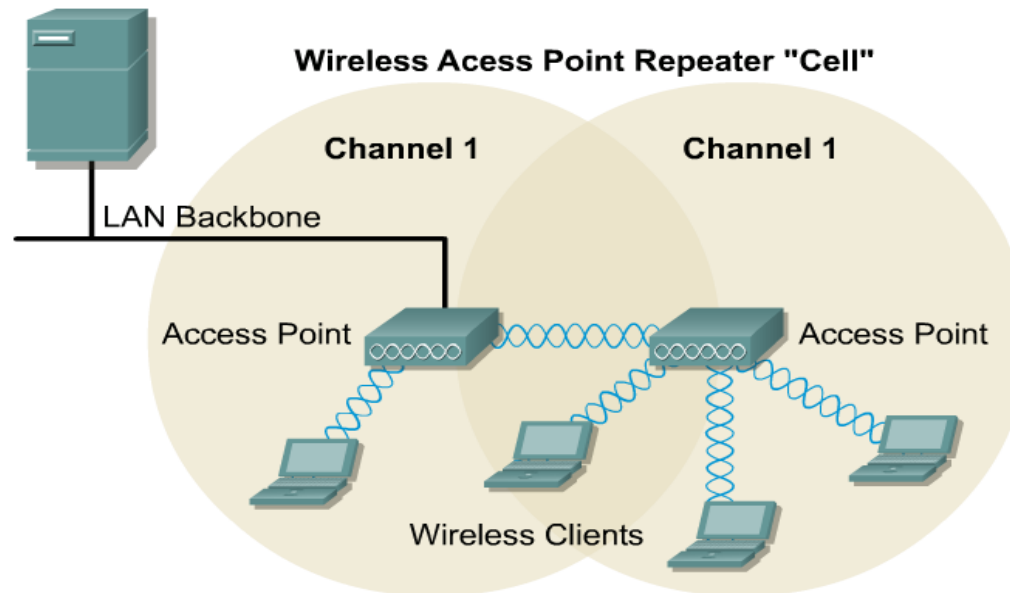 Wireless Acess Point Repeater "Cell"
Channel 1
Channel 1
LAN Backbone
Access Point
Access Point
Wireless Clients